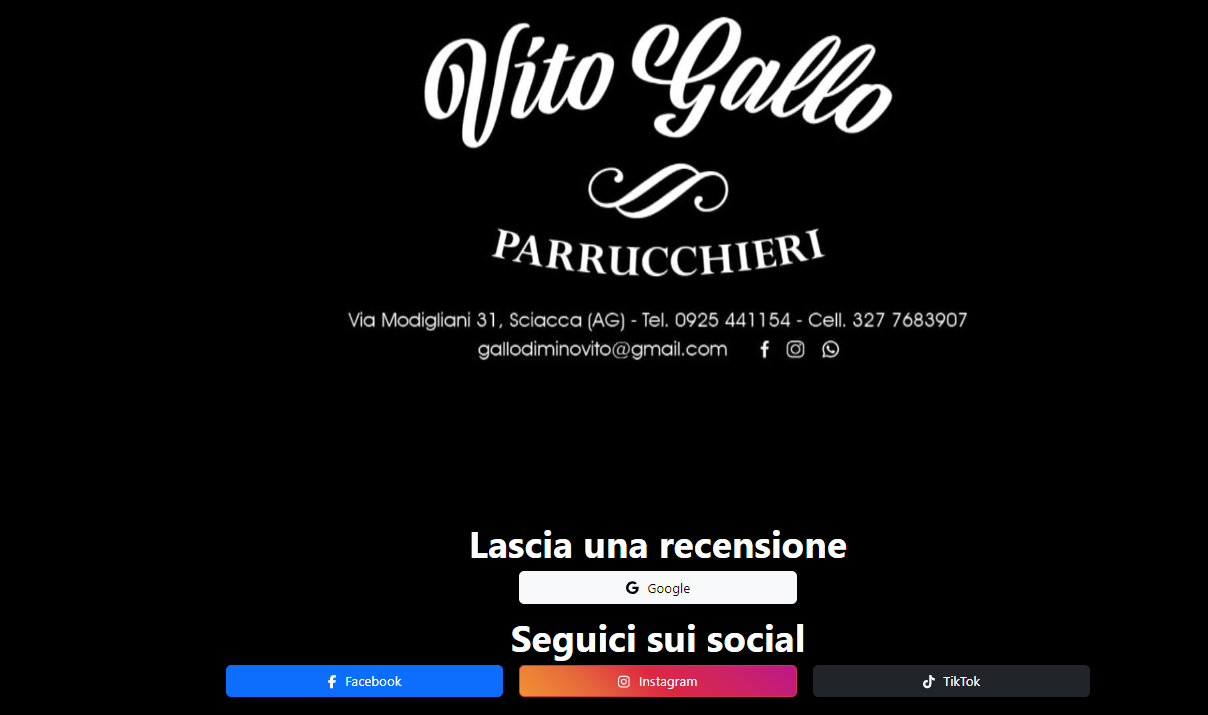 Vito Gallo
PARRUCCHIERI
Via Modigliani 31, Sciacca (AG) - Tel. 0925 441154 - Cell. 327 7683907
gallodiminovito@gmail.com
Lascia una recensione
Google
Seguici sui social
Facebook
Instagram
TikTok